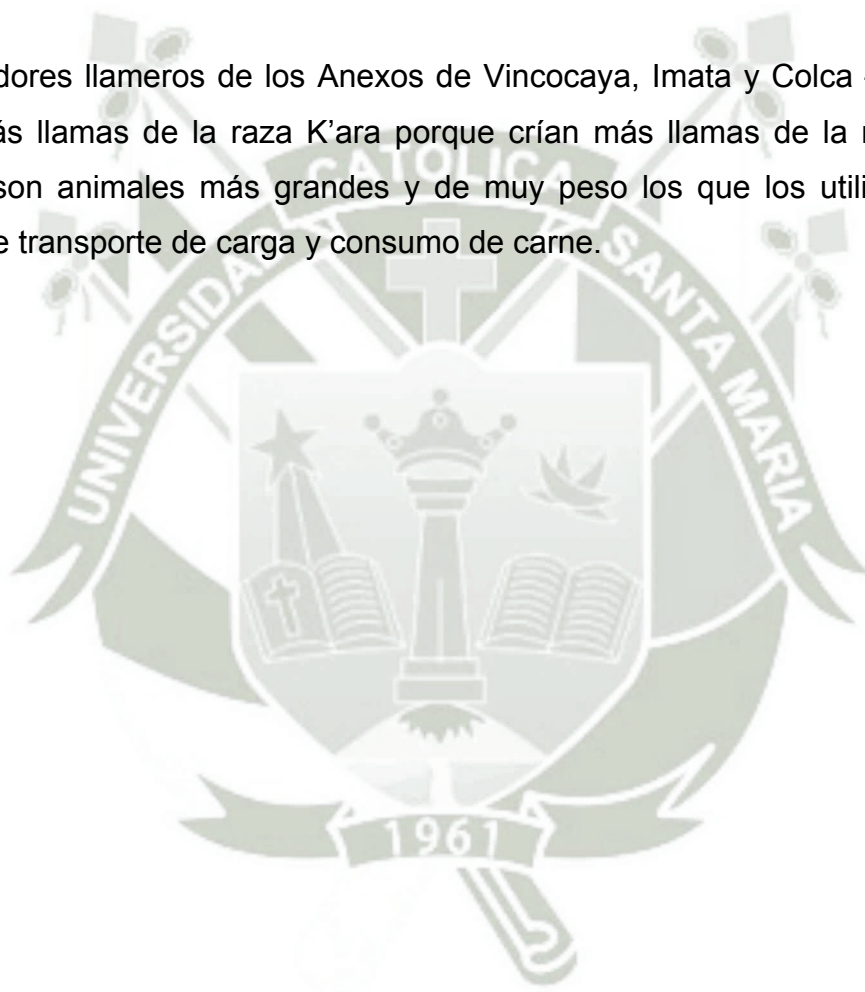 dores llameros de los Anexos de Vincocaya, Imata y Colca
ás llamas de la raza K’ara porque crían más llamas de la
son animales más grandes y de muy peso los que los utili
e transporte de carga y consumo de carne.
UNIVERSIDAD CATOLICA SANTA MARIA
1961